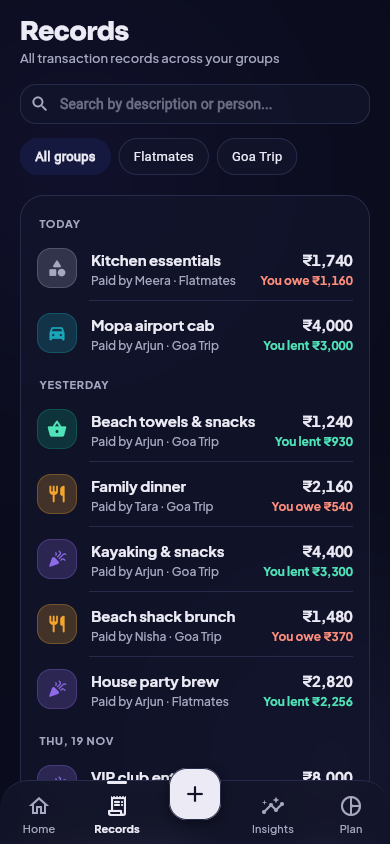 Records
All transaction records across your groups
Search by description or person...
All groups Flatmates Goa Trip
TODAY
Kitchen essentials ₹1,740
Paid by Meera · Flatmates You owe ₹1,160
Mopa airport cab ₹4,000
Paid by Arjun · Goa Trip You lent ₹3,000
YESTERDAY
Beach towels & snacks ₹1,240
Paid by Arjun · Goa Trip You lent ₹930
Family dinner ₹2,160
Paid by Tara · Goa Trip You owe ₹540
Kayaking & snacks ₹4,400
Paid by Arjun · Goa Trip You lent ₹3,300
Beach shack brunch ₹1,480
Paid by Nisha · Goa Trip You owe ₹370
House party brew ₹2,820
Paid by Arjun · Flatmates You lent ₹2,256
THU, 19 NOV
VIP club ₹8,000
Home Records Insights Plan